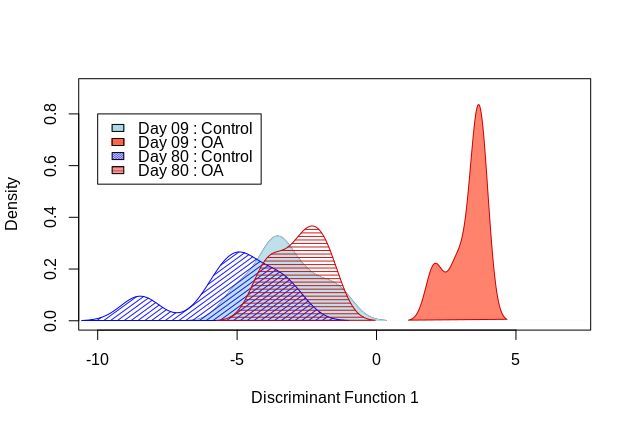 Day 09 : Control
Day 09 : OA
Day 80 : Control
Day 80 : OA
Density
0.0
0.2
0.4
0.6
0.8
-10
-5
0
5
Discriminant Function 1